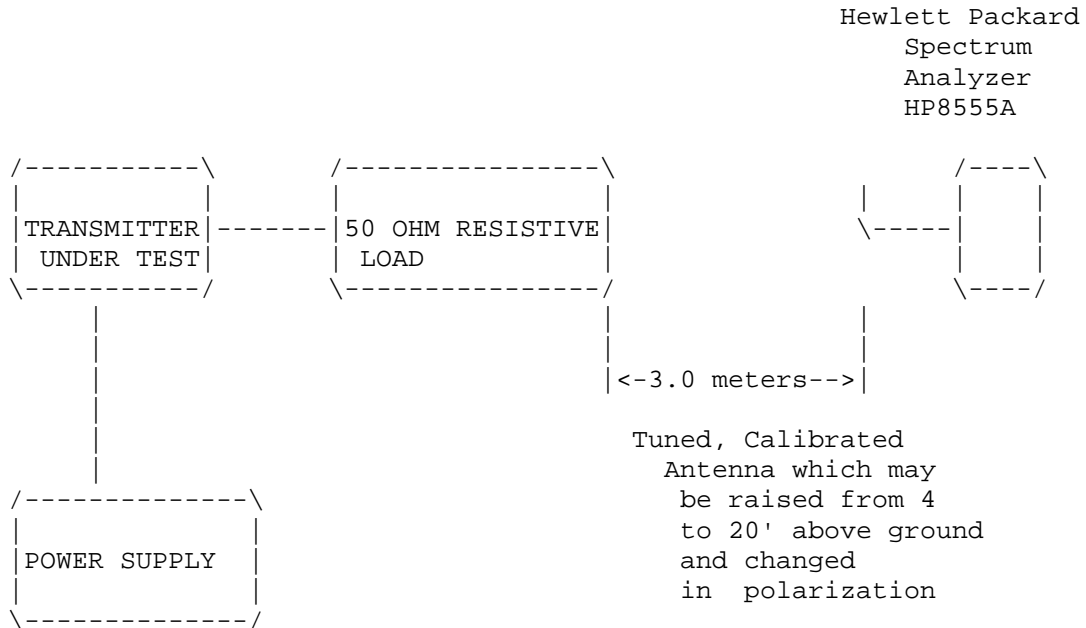 Hewlett Packard
Spectrum
Analyzer
HP8555A
TRANSMITTER
UNDER TEST
50 OHM RESISTIVE
LOAD
<-3.0 meters-->
Tuned, Calibrated
Antenna which may
be raised from 4
to 20' above ground
and changed
in polarization
POWER SUPPLY